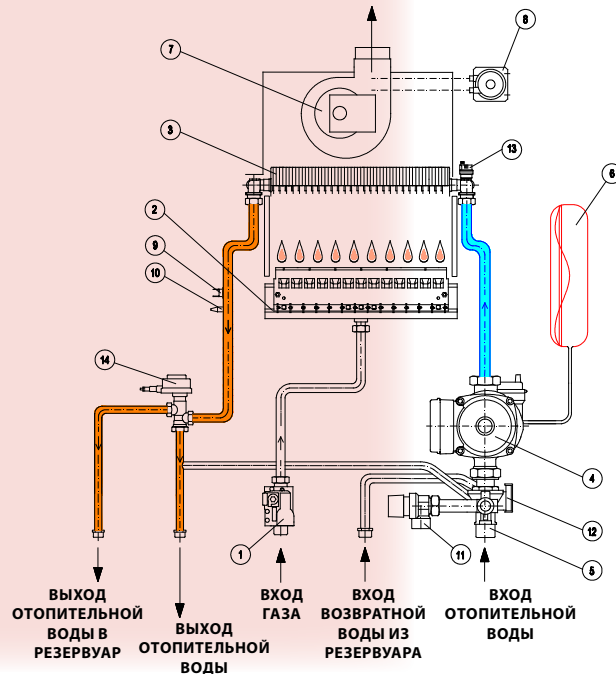 7
8
3
13
6
2
9
10
14
4
1
11
12
5
ВЫХОД
ОТОПИТЕЛЬНОЙ
ВОДЫ В
РЕЗЕРВУАР
ВЫХОД
ОТОПИТЕЛЬНОЙ
ВОДЫ
ВХОД
ГАЗА
ВХОД
ВОЗВРАТНОЙ
ВОДЫ ИЗ
РЕЗЕРВУАРА
ВХОД
ОТОПИТЕЛЬНОЙ
ВОДЫ